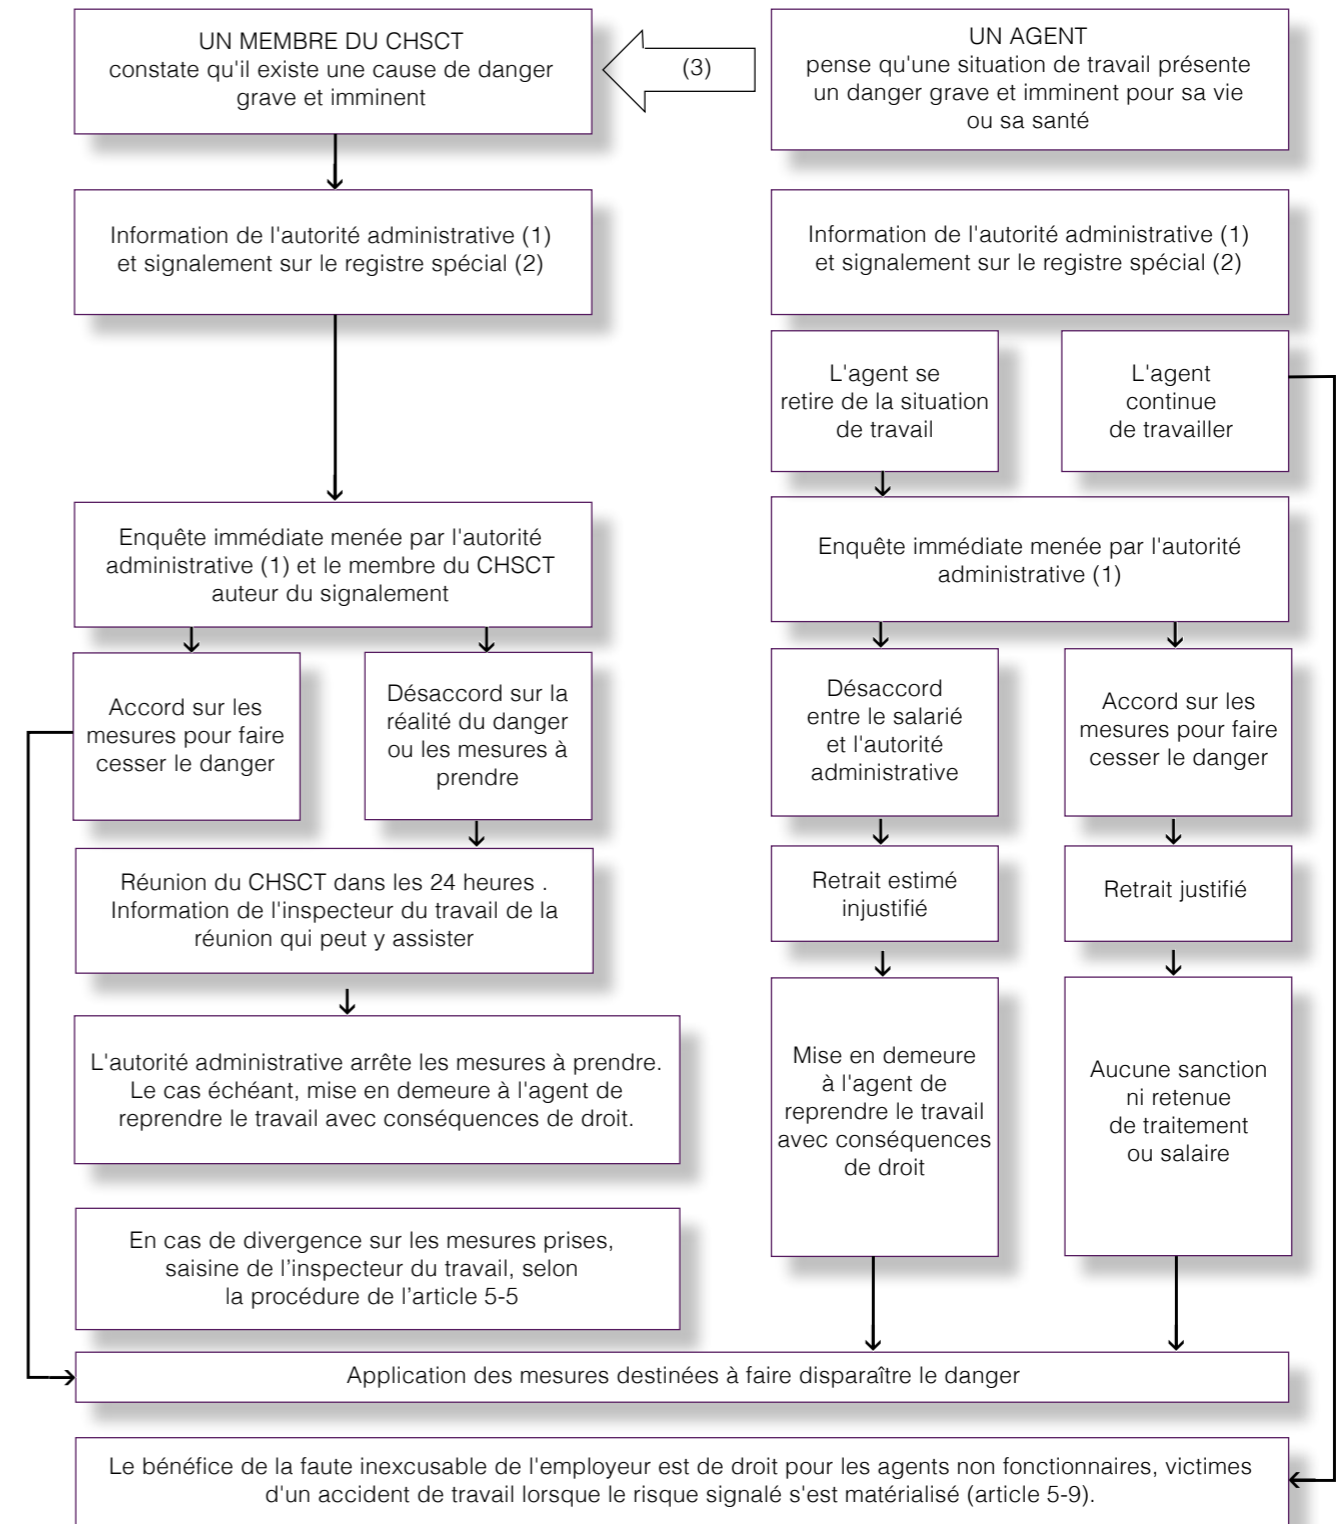 UN MEMBRE DU CHSCT
constate qu'il existe une cause de danger
grave et imminent
(3)
UN AGENT
pense qu'une situation de travail présente
un danger grave et imminent pour sa vie
ou sa santé
Information de l'autorité administrative (1)
et signalement sur le registre spécial (2)
Information de l'autorité administrative (1)
et signalement sur le registre spécial (2)
L'agent se
retire de la situation
de travail
L'agent
continue
de travailler
Enquête immédiate menée par l'autorité
administrative (1) et le membre du CHSCT
auteur du signalement
Enquête immédiate menée par l'autorité
administrative (1)
Accord sur les
mesures pour faire
cesser le danger
Désaccord sur la
réalité du danger
ou les mesures à
prendre
Désaccord
entre le salarié
et l'autorité
administrative
Accord sur les
mesures pour faire
cesser le danger
Réunion du CHSCT dans les 24 heures .
Information de l'inspecteur du travail de la
réunion qui peut y assister
Retrait estimé
injustifié
Retrait justifié
L'autorité administrative arrête les mesures à prendre.
Le cas échéant, mise en demeure à l'agent de
reprendre le travail avec conséquences de droit.
Mise en demeure
à l'agent de
reprendre le travail
avec conséquences
de droit
Aucune sanction
ni retenue
de traitement
ou salaire
En cas de divergence sur les mesures prises,
saisine de l’inspecteur du travail, selon
la procédure de l’article 5-5
Application des mesures destinées à faire disparaître le danger
Le bénéfice de la faute inexcusable de l'employeur est de droit pour les agents non fonctionnaires, victimes
d'un accident de travail lorsque le risque signalé s'est matérialisé (article 5-9).